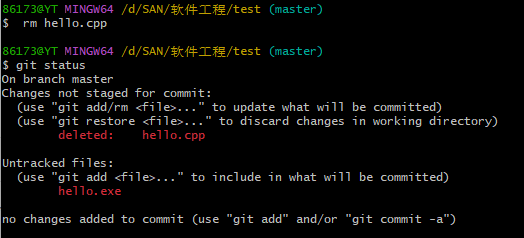 86173@YT MINGW64 /d/SAN/软件工程/test (master)
$  rm hello.cpp
86173@YT MINGW64 /d/SAN/软件工程/test (master)
$ git status
On branch master
Changes not staged for commit:
  (use "git add/rm <file>..." to update what will be committed)
  (use "git restore <file>..." to discard changes in working directory)
        deleted:    hello.cpp
Untracked files:
  (use "git add <file>..." to include in what will be committed)
        hello.exe
no changes added to commit (use "git add" and/or "git commit -a")